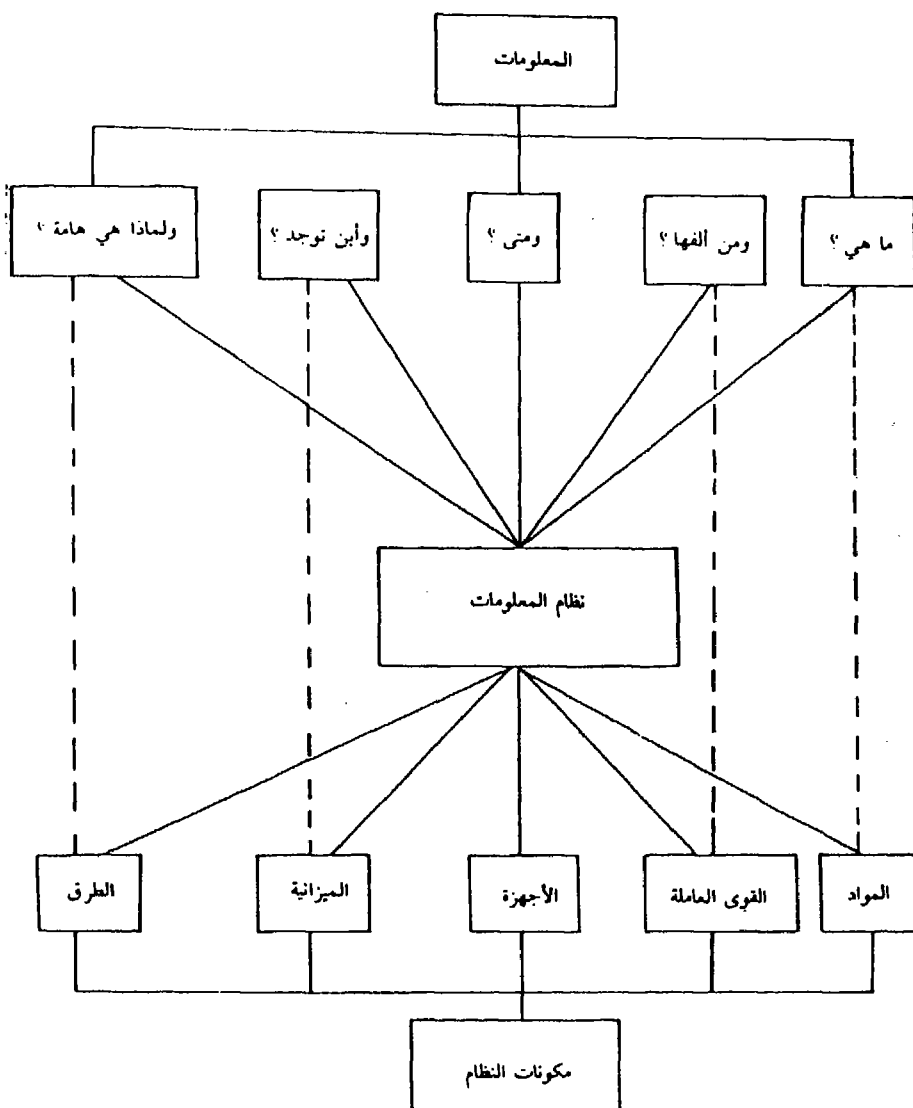 المعلومات
ما هي ؟
ومن ألفها ؟
ومتى ؟
وأين توجد ؟
ولماذا هي هامة ؟
نظام المعلومات
المواد
القوى العاملة
الأجهزة
الميزانية
الطرق
مكونات النظام